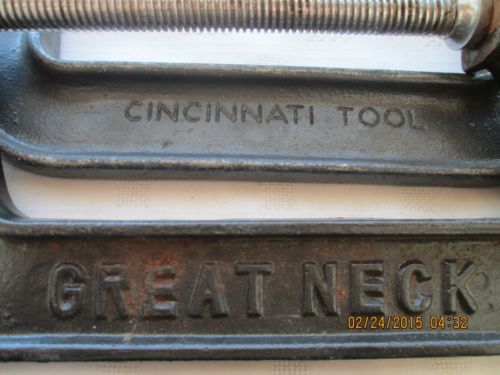 CINCINNATI TOOL
GREAT NECK
02/24/2015 04:32